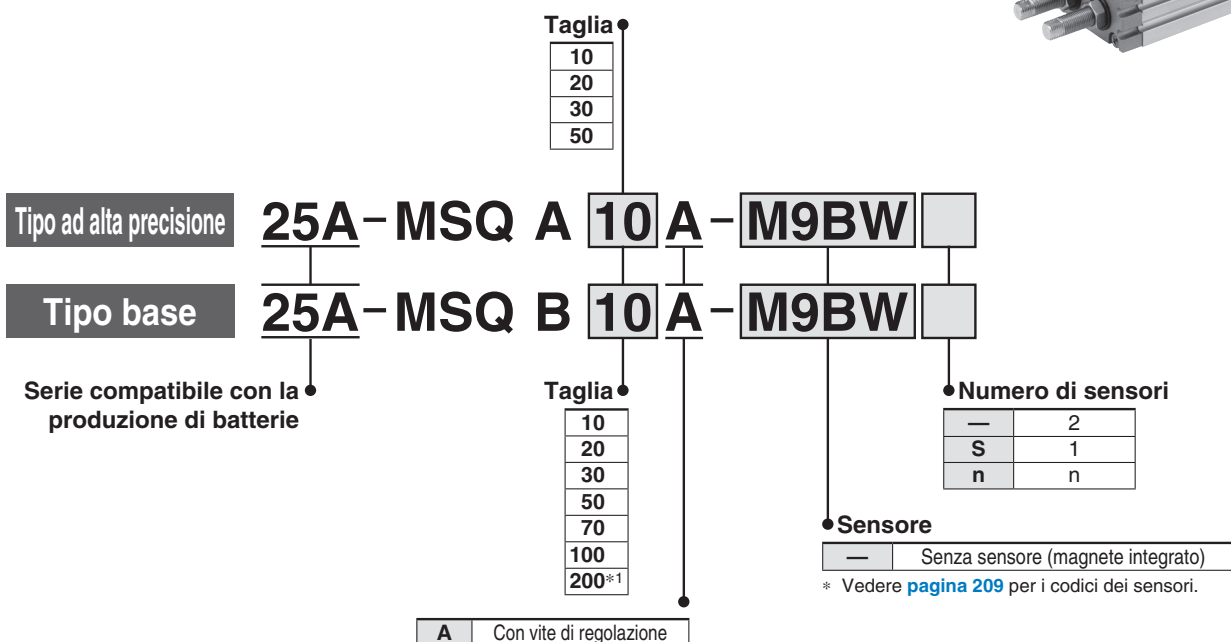 Taglia
10
20
30
50
Tipo ad alta precisione 25A-MSQ A 10 A-M9BW
Tipo base 25A-MSQ B 10 A-M9BW
Serie compatibile con la
produzione di batterie
Taglia
10
20
30
50
70
100
200*1
Numero di sensori
— 2
S 1
n n
Sensore
— Senza sensore (magnete integrato)
* Vedere pagina 209 per i codici dei sensori.
A Con vite di regolazione